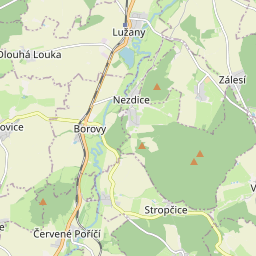 Lužany
Dlouhá Louka
Zálesí
Nezdice
ovice
Borovy
Stropčice
Červené Poříčí